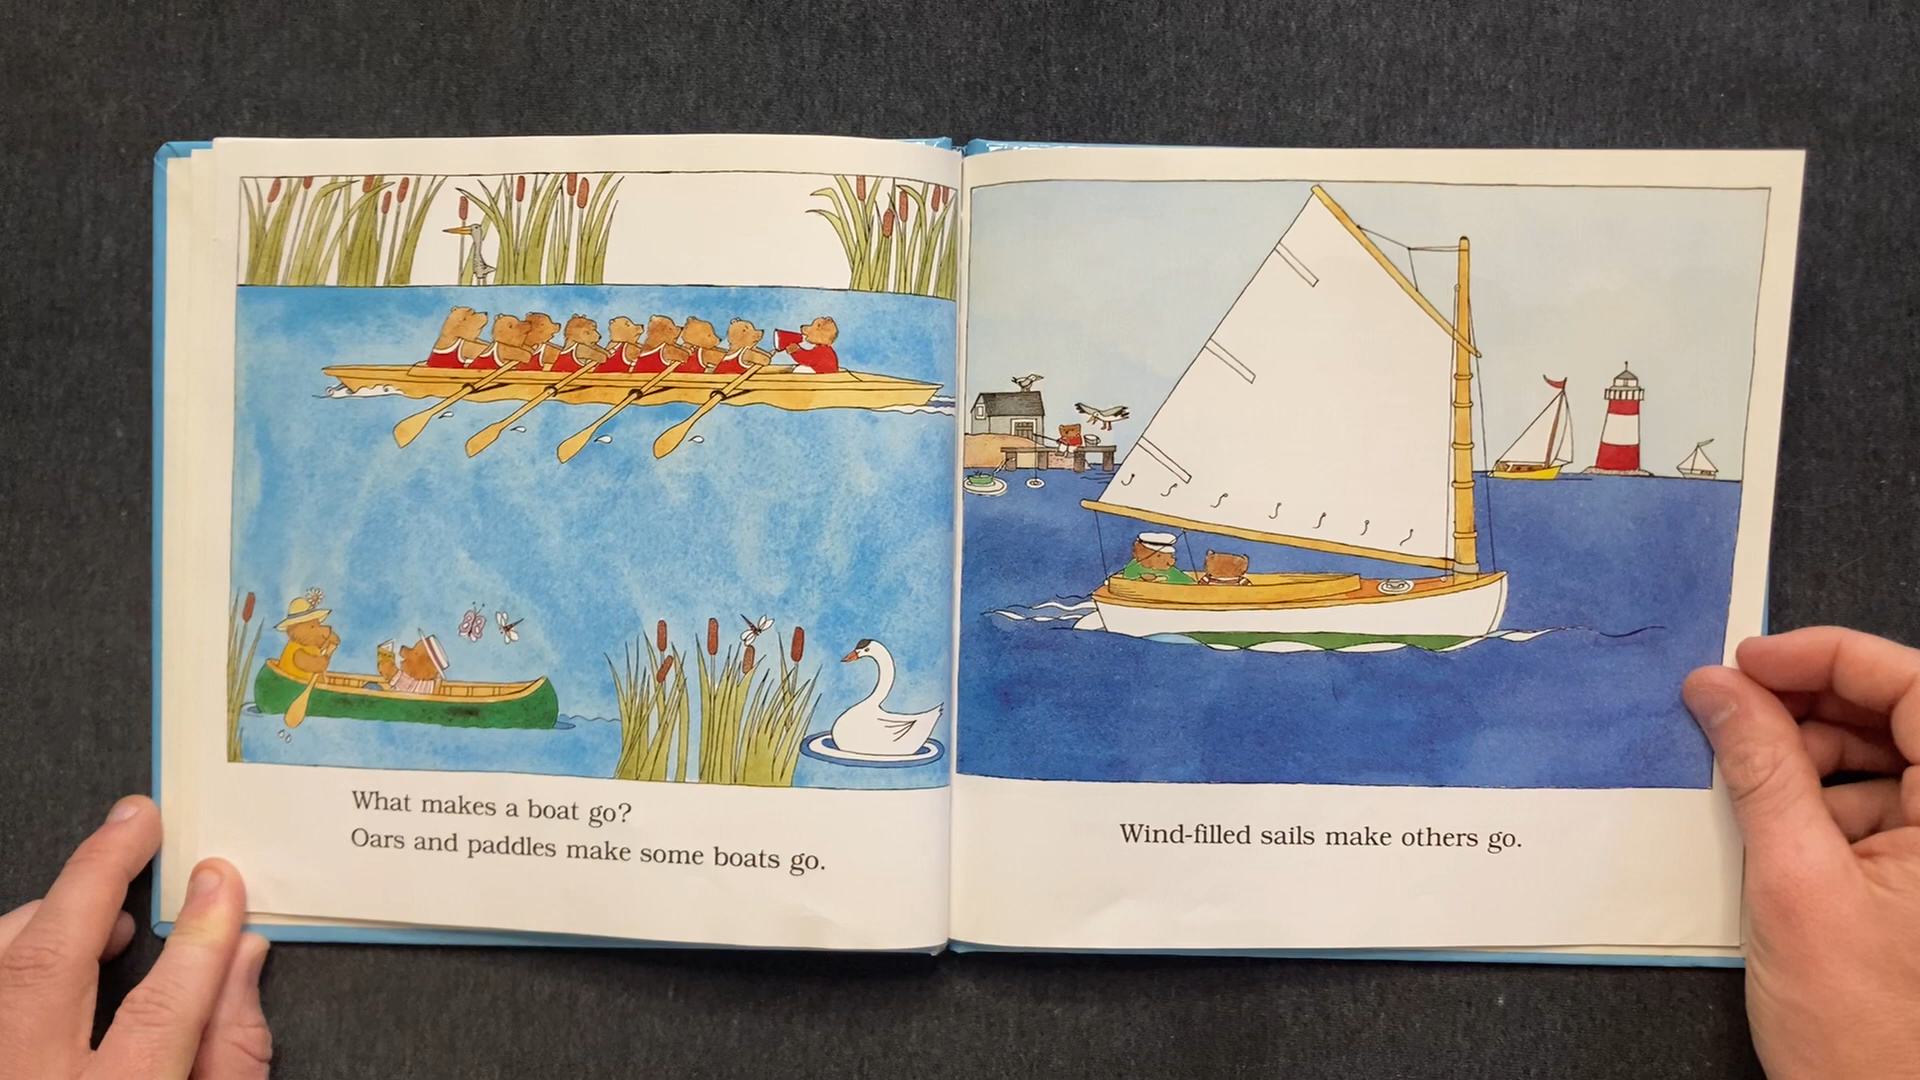 What makes a boat go?
Oars and paddles make some boats go.
Wind-filled sails make others go.